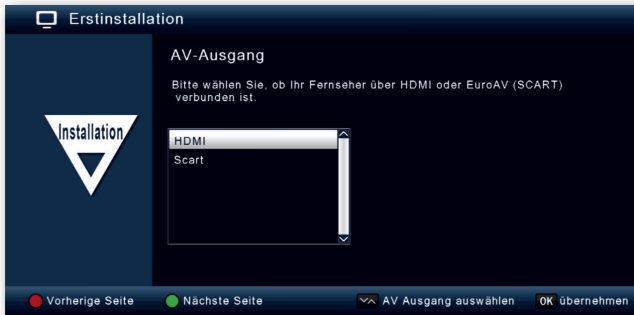 Erstinstallation
AV-Ausgang
Bitte wählen Sie, ob Ihr Fernseher über HDMI oder EuroAV (SCART)
verbunden ist.
Installation
HDMI
Scart
Vorherige Seite
Nächste Seite
AV Ausgang auswählen
OK übernehmen